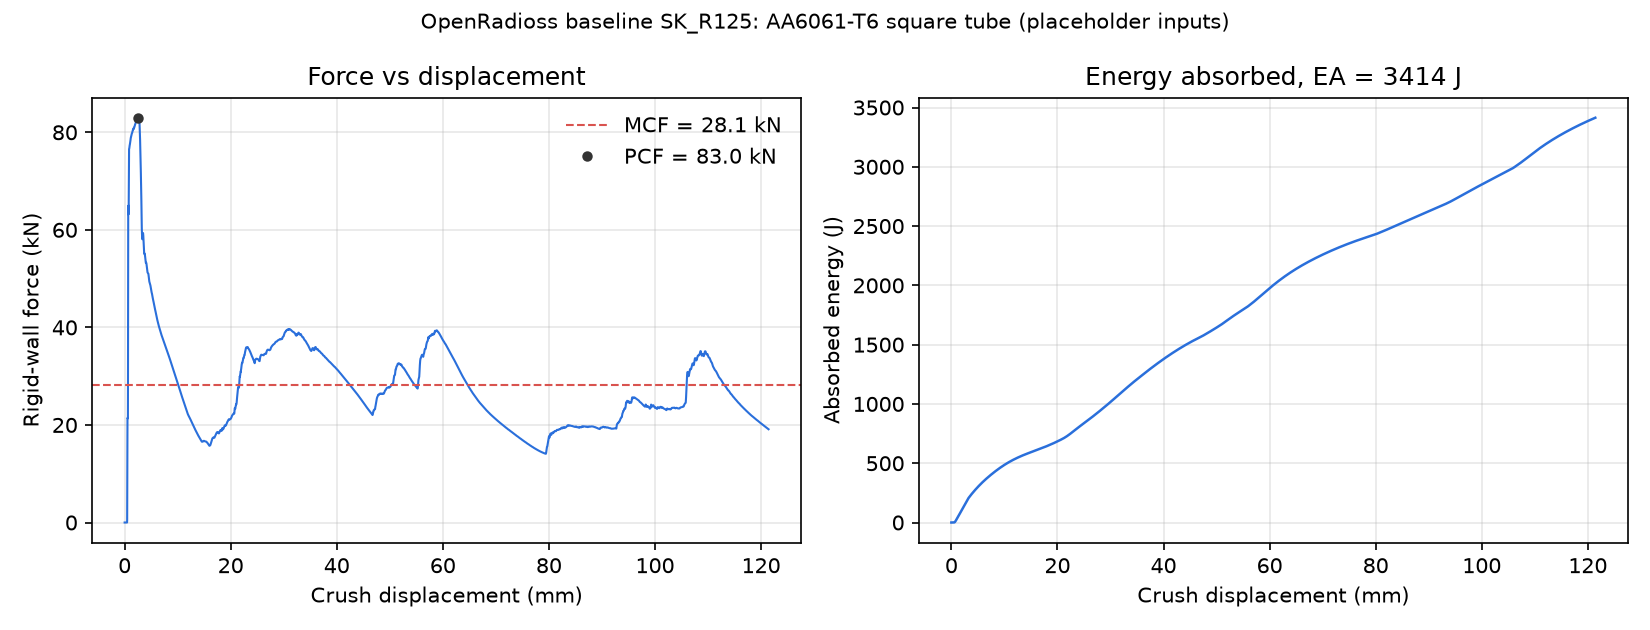 OpenRadioss baseline SK_R125: AA6061-T6 square tube (placeholder inputs)
Force vs displacement
Rigid-wall force (kN)
80
60
40
20
0
MCF = 28.1 kN
PCF = 83.0 kN
0 20 40 60 80 100 120
Crush displacement (mm)
Energy absorbed, EA = 3414 J
Absorbed energy (J)
3500
3000
2500
2000
1500
1000
500
0
0 20 40 60 80 100 120
Crush displacement (mm)